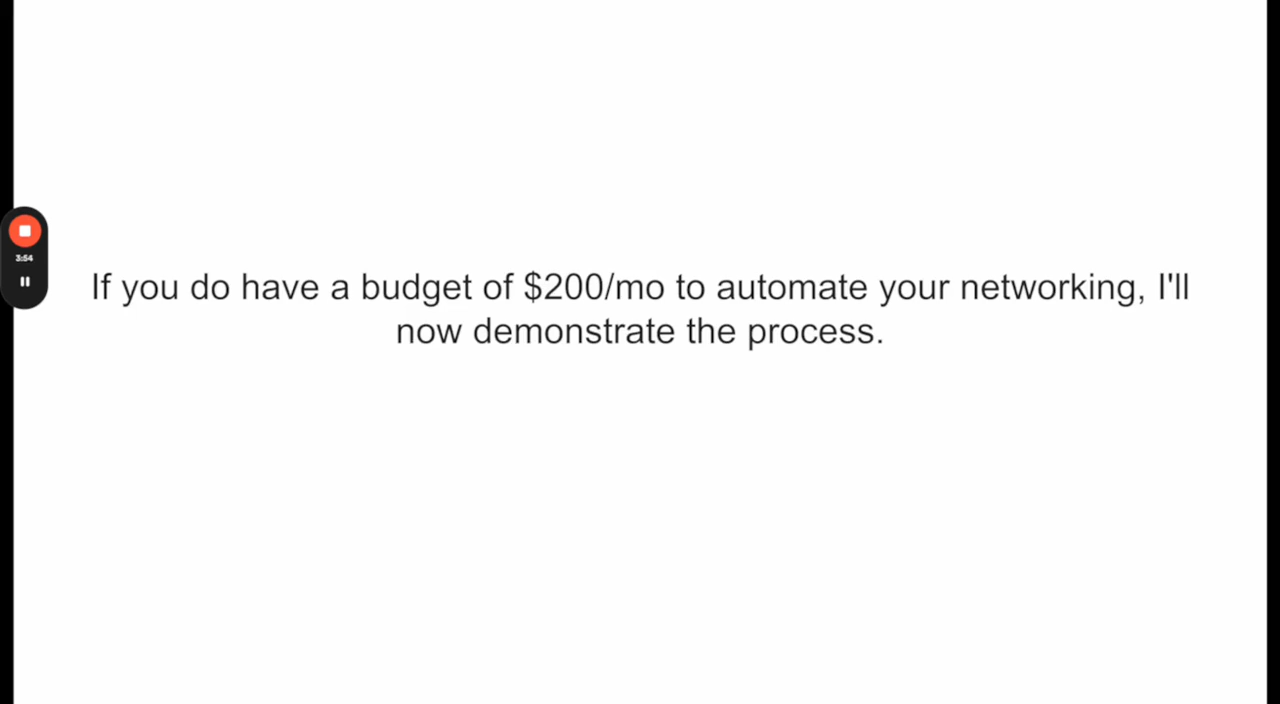 3:54
If you do have a budget of $200/mo to automate your networking, I'll
now demonstrate the process.